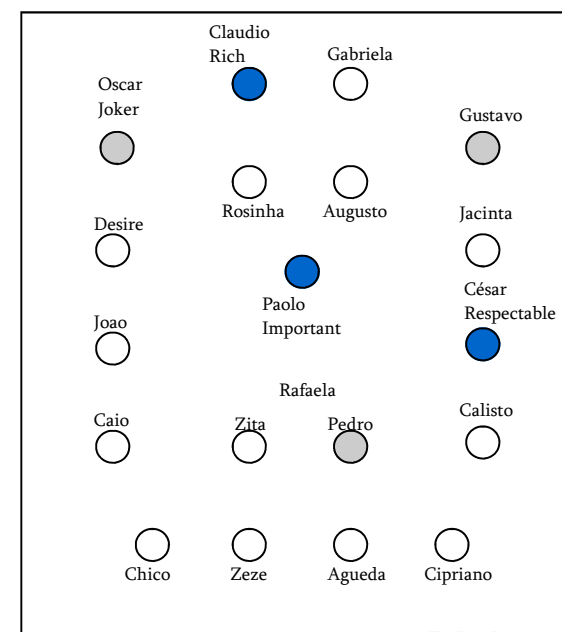 Claudio
Rich
Gabriela
Oscar
Joker
Gustavo
Rosinha
Augusto
Jacinta
Desire
Paolo
Important
César
Respectable
Joao
Rafaela
Caio
Zita
Pedro
Calisto
Chico
Zeze
Agueda
Cipriano